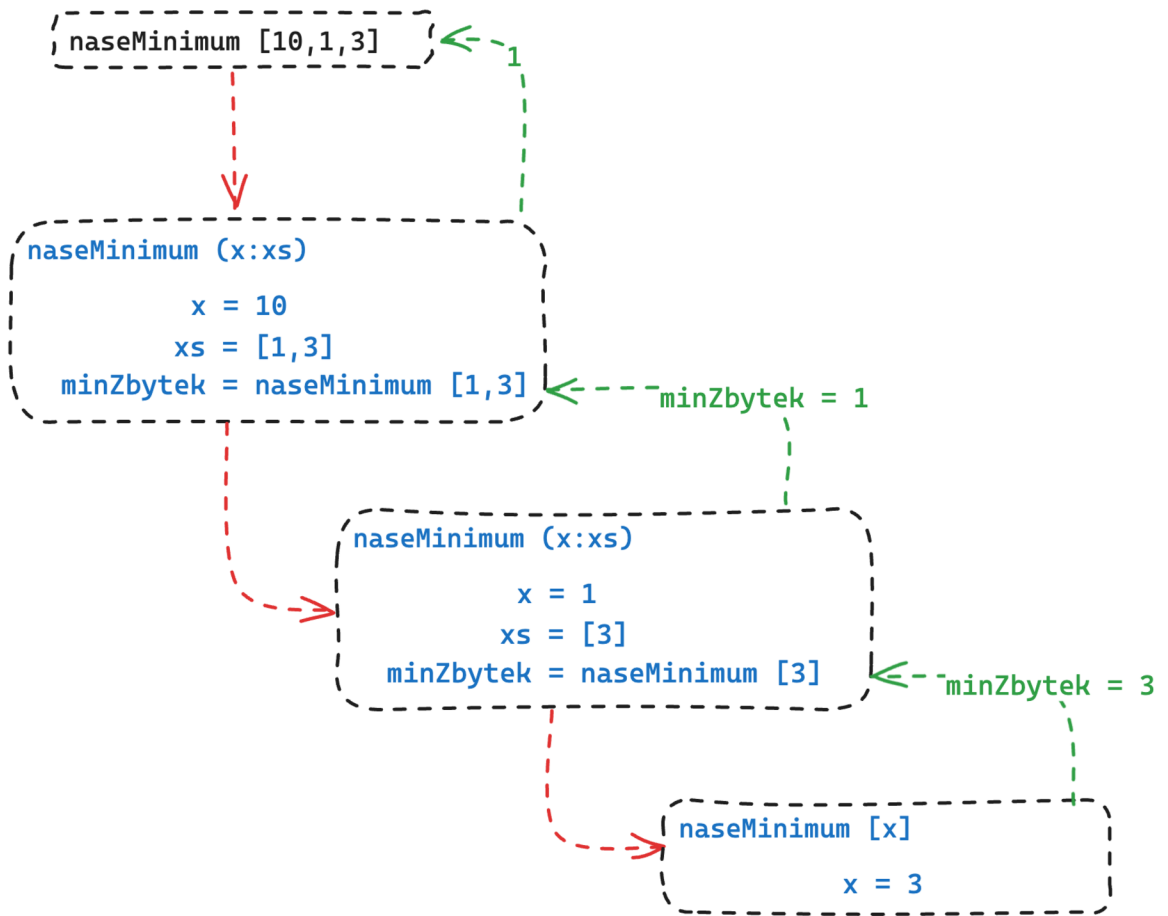 naseMinimum [10,1,3]
1
naseMinimum (x:xs)
x = 10
xs = [1,3]
minZbytek = naseMinimum [1,3]
minZbytek = 1
naseMinimum (x:xs)
x = 1
xs = [3]
minZbytek = naseMinimum [3]
minZbytek = 3
naseMinimum [x]
x = 3